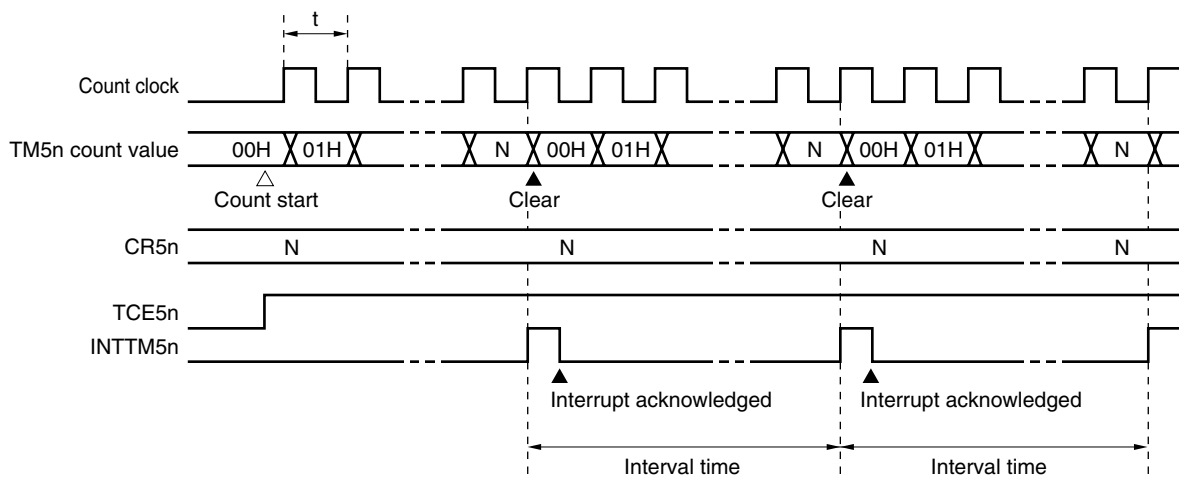 t
Count clock
TM5n count value 00H 01H N 00H 01H N 00H 01H N
Count start Clear Clear
CR5n N N N N
TCE5n
INTTM5n
Interrupt acknowledged Interrupt acknowledged
Interval time Interval time